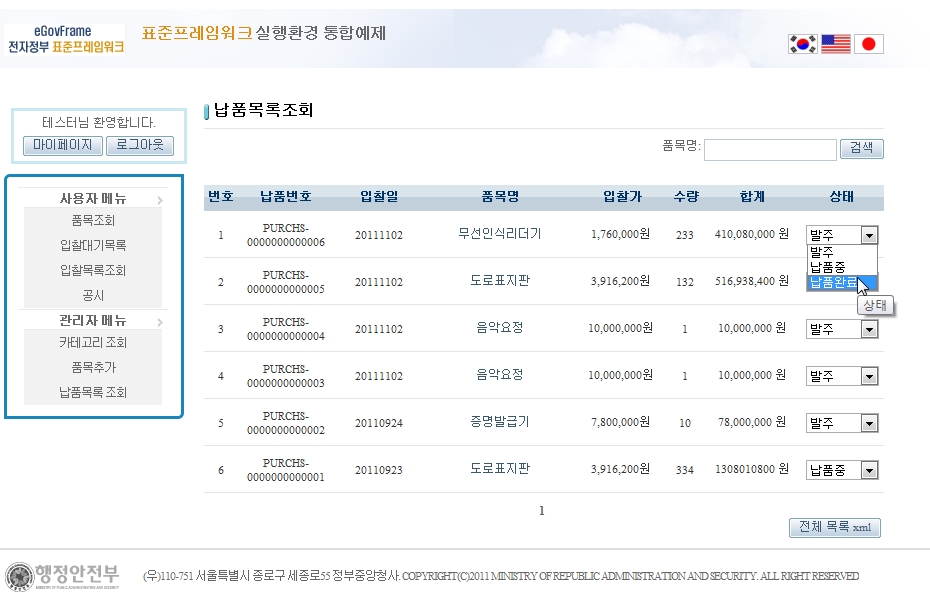 eGovFrame
전자정부 표준프레임워크
표준프레임워크 실행환경 통합예제
테스터님 환영합니다.
마이페이지 로그아웃
사용자 메뉴
품목조회
입찰대기목록
입찰목록조회
공시
관리자 메뉴
카테고리 조회
품목추가
납품목록 조회
납품목록조회
품목명: 검색
번호 납품번호 입찰일 품목명 입찰가 수량 합계 상태
1 PURCHS-0000000000006 20111102 무선인식리더기 1,760,000원 233 410,080,000 원 발주
발주
납품중
납품완료
상태
2 PURCHS-0000000000005 20111102 도로표지판 3,916,200원 132 516,938,400 원
3 PURCHS-0000000000004 20111102 음악요정 10,000,000원 1 10,000,000 원 발주
4 PURCHS-0000000000003 20111102 음악요정 10,000,000원 1 10,000,000 원 발주
5 PURCHS-0000000000002 20110924 증명발급기 7,800,000원 10 78,000,000 원 발주
6 PURCHS-0000000000001 20110923 도로표지판 3,916,200원 334 1308010800 원 납품중
1
전체 목록 xml
행정안전부
(우)110-751 서울특별시 종로구 세종로55 정부중앙청사. COPYRIGHT(C)2011 MINISTRY OF REPUBLIC ADMINISTRATION AND SECURITY. ALL RIGHT RESERVED